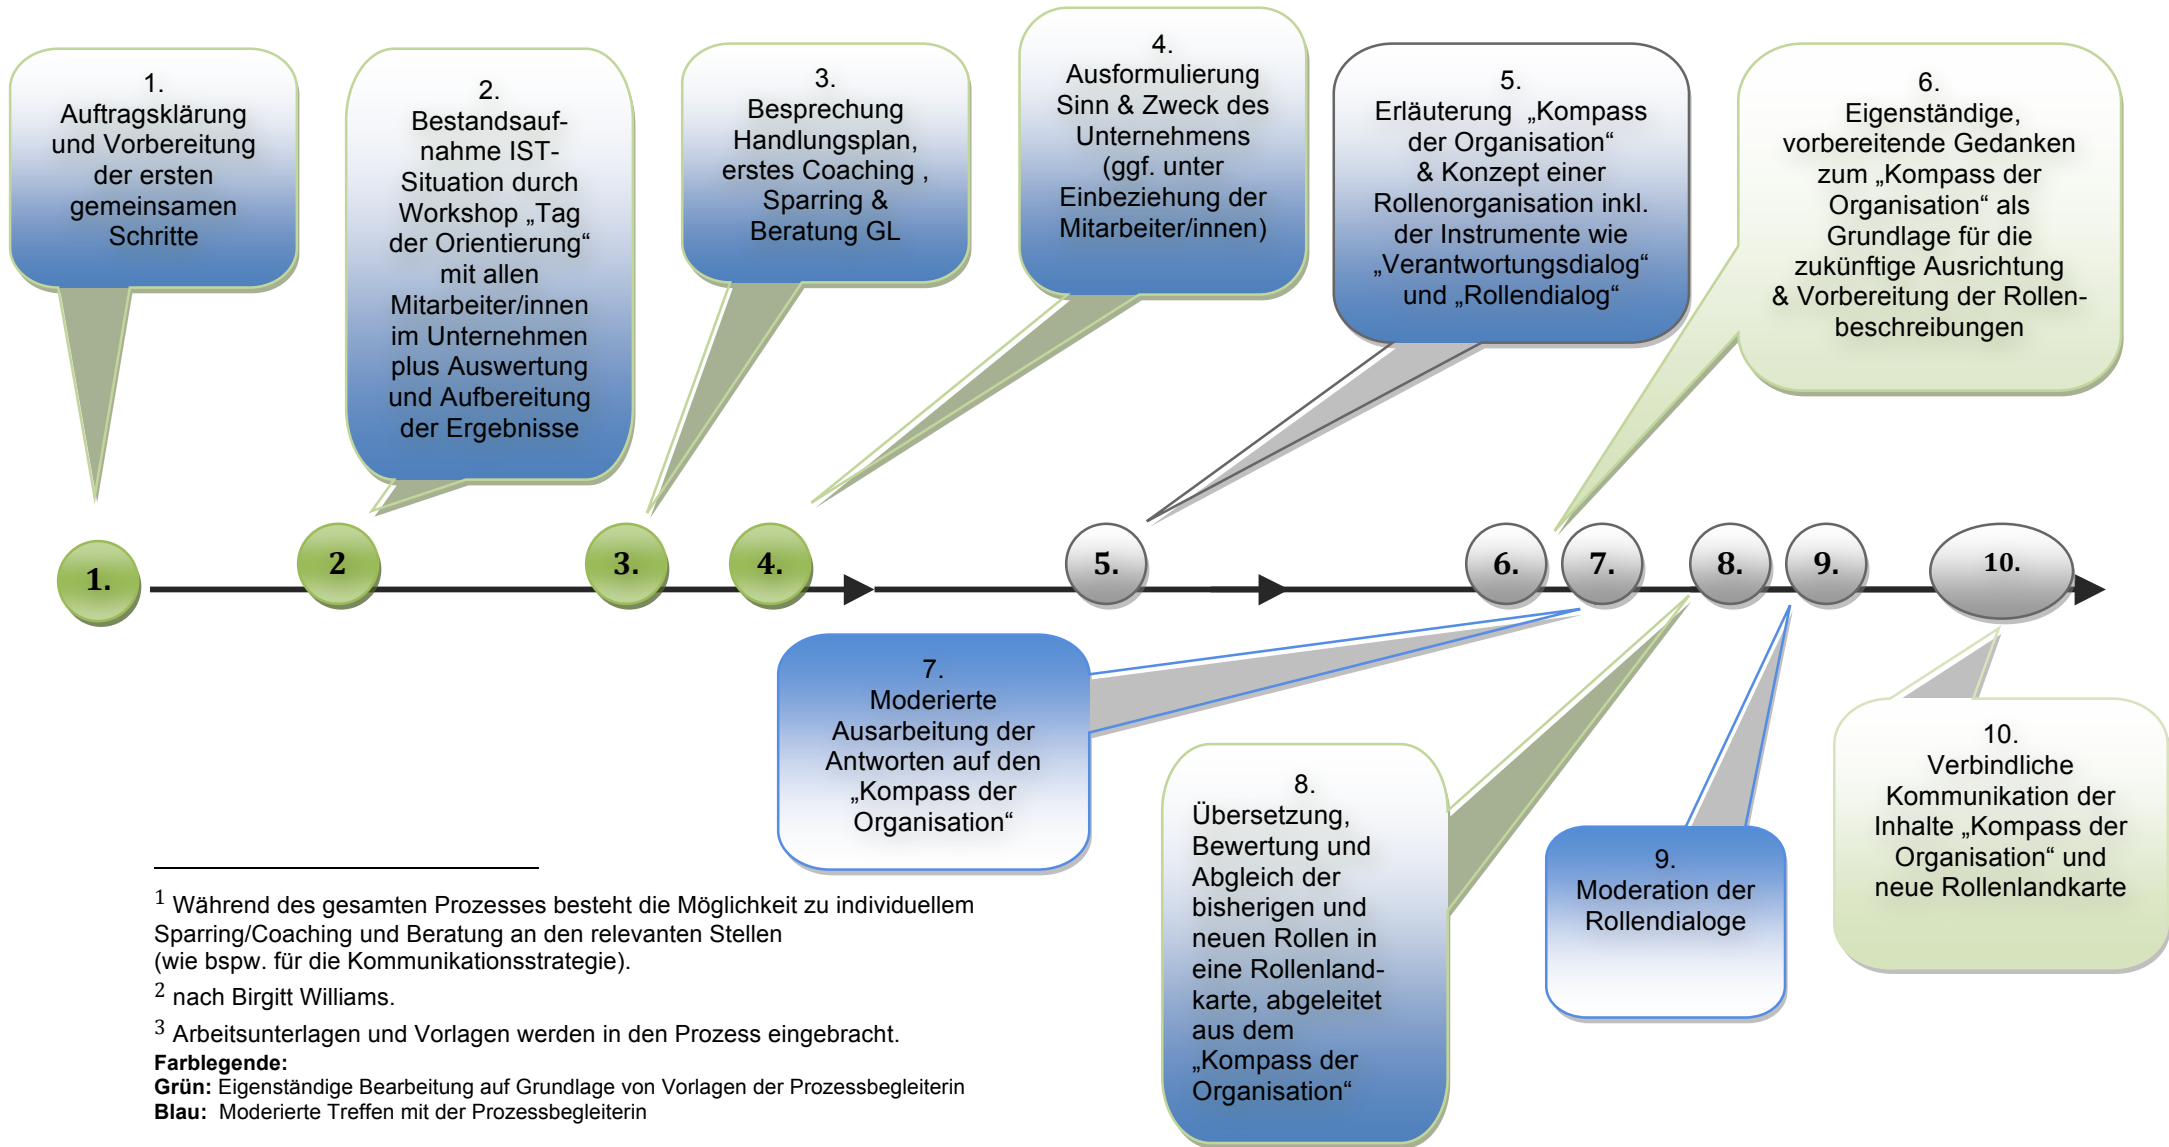 1.
Auftragsklärung
und Vorbereitung
der ersten
gemeinsamen
Schritte
2.
Bestandsauf-
nahme IST-
Situation durch
Workshop „Tag
der Orientierung“
mit allen
Mitarbeiter/innen
im Unternehmen
plus Auswertung
und Aufbereitung
der Ergebnisse
3.
Besprechung
Handlungsplan,
erstes Coaching ,
Sparring &
Beratung GL
4.
Ausformulierung
Sinn & Zweck des
Unternehmens
(ggf. unter
Einbeziehung der
Mitarbeiter/innen)
5.
Erläuterung „Kompass
der Organisation“
& Konzept einer
Rollenorganisation inkl.
der Instrumente wie
„Verantwortungsdialog“
und „Rollendialog“
6.
Eigenständige,
vorbereitende Gedanken
zum „Kompass der
Organisation“ als
Grundlage für die
zukünftige Ausrichtung
& Vorbereitung der Rollen-
beschreibungen
1.
2
3.
4.
5.
6.
7.
8.
9.
10.
7.
Moderierte
Ausarbeitung der
Antworten auf den
„Kompass der
Organisation“
8.
Übersetzung,
Bewertung und
Abgleich der
bisherigen und
neuen Rollen in
eine Rollenland-
karte, abgeleitet
aus dem
„Kompass der
Organisation“
9.
Moderation der
Rollendialoge
10.
Verbindliche
Kommunikation der
Inhalte „Kompass der
Organisation“ und
neue Rollenlandkarte
1 Während des gesamten Prozesses besteht die Möglichkeit zu individuellem
Sparring/Coaching und Beratung an den relevanten Stellen
(wie bspw. für die Kommunikationsstrategie).
2 nach Birgitt Williams.
3 Arbeitsunterlagen und Vorlagen werden in den Prozess eingebracht.
Farblegende:
Grün: Eigenständige Bearbeitung auf Grundlage von Vorlagen der Prozessbegleiterin
Blau: Moderierte Treffen mit der Prozessbegleiterin